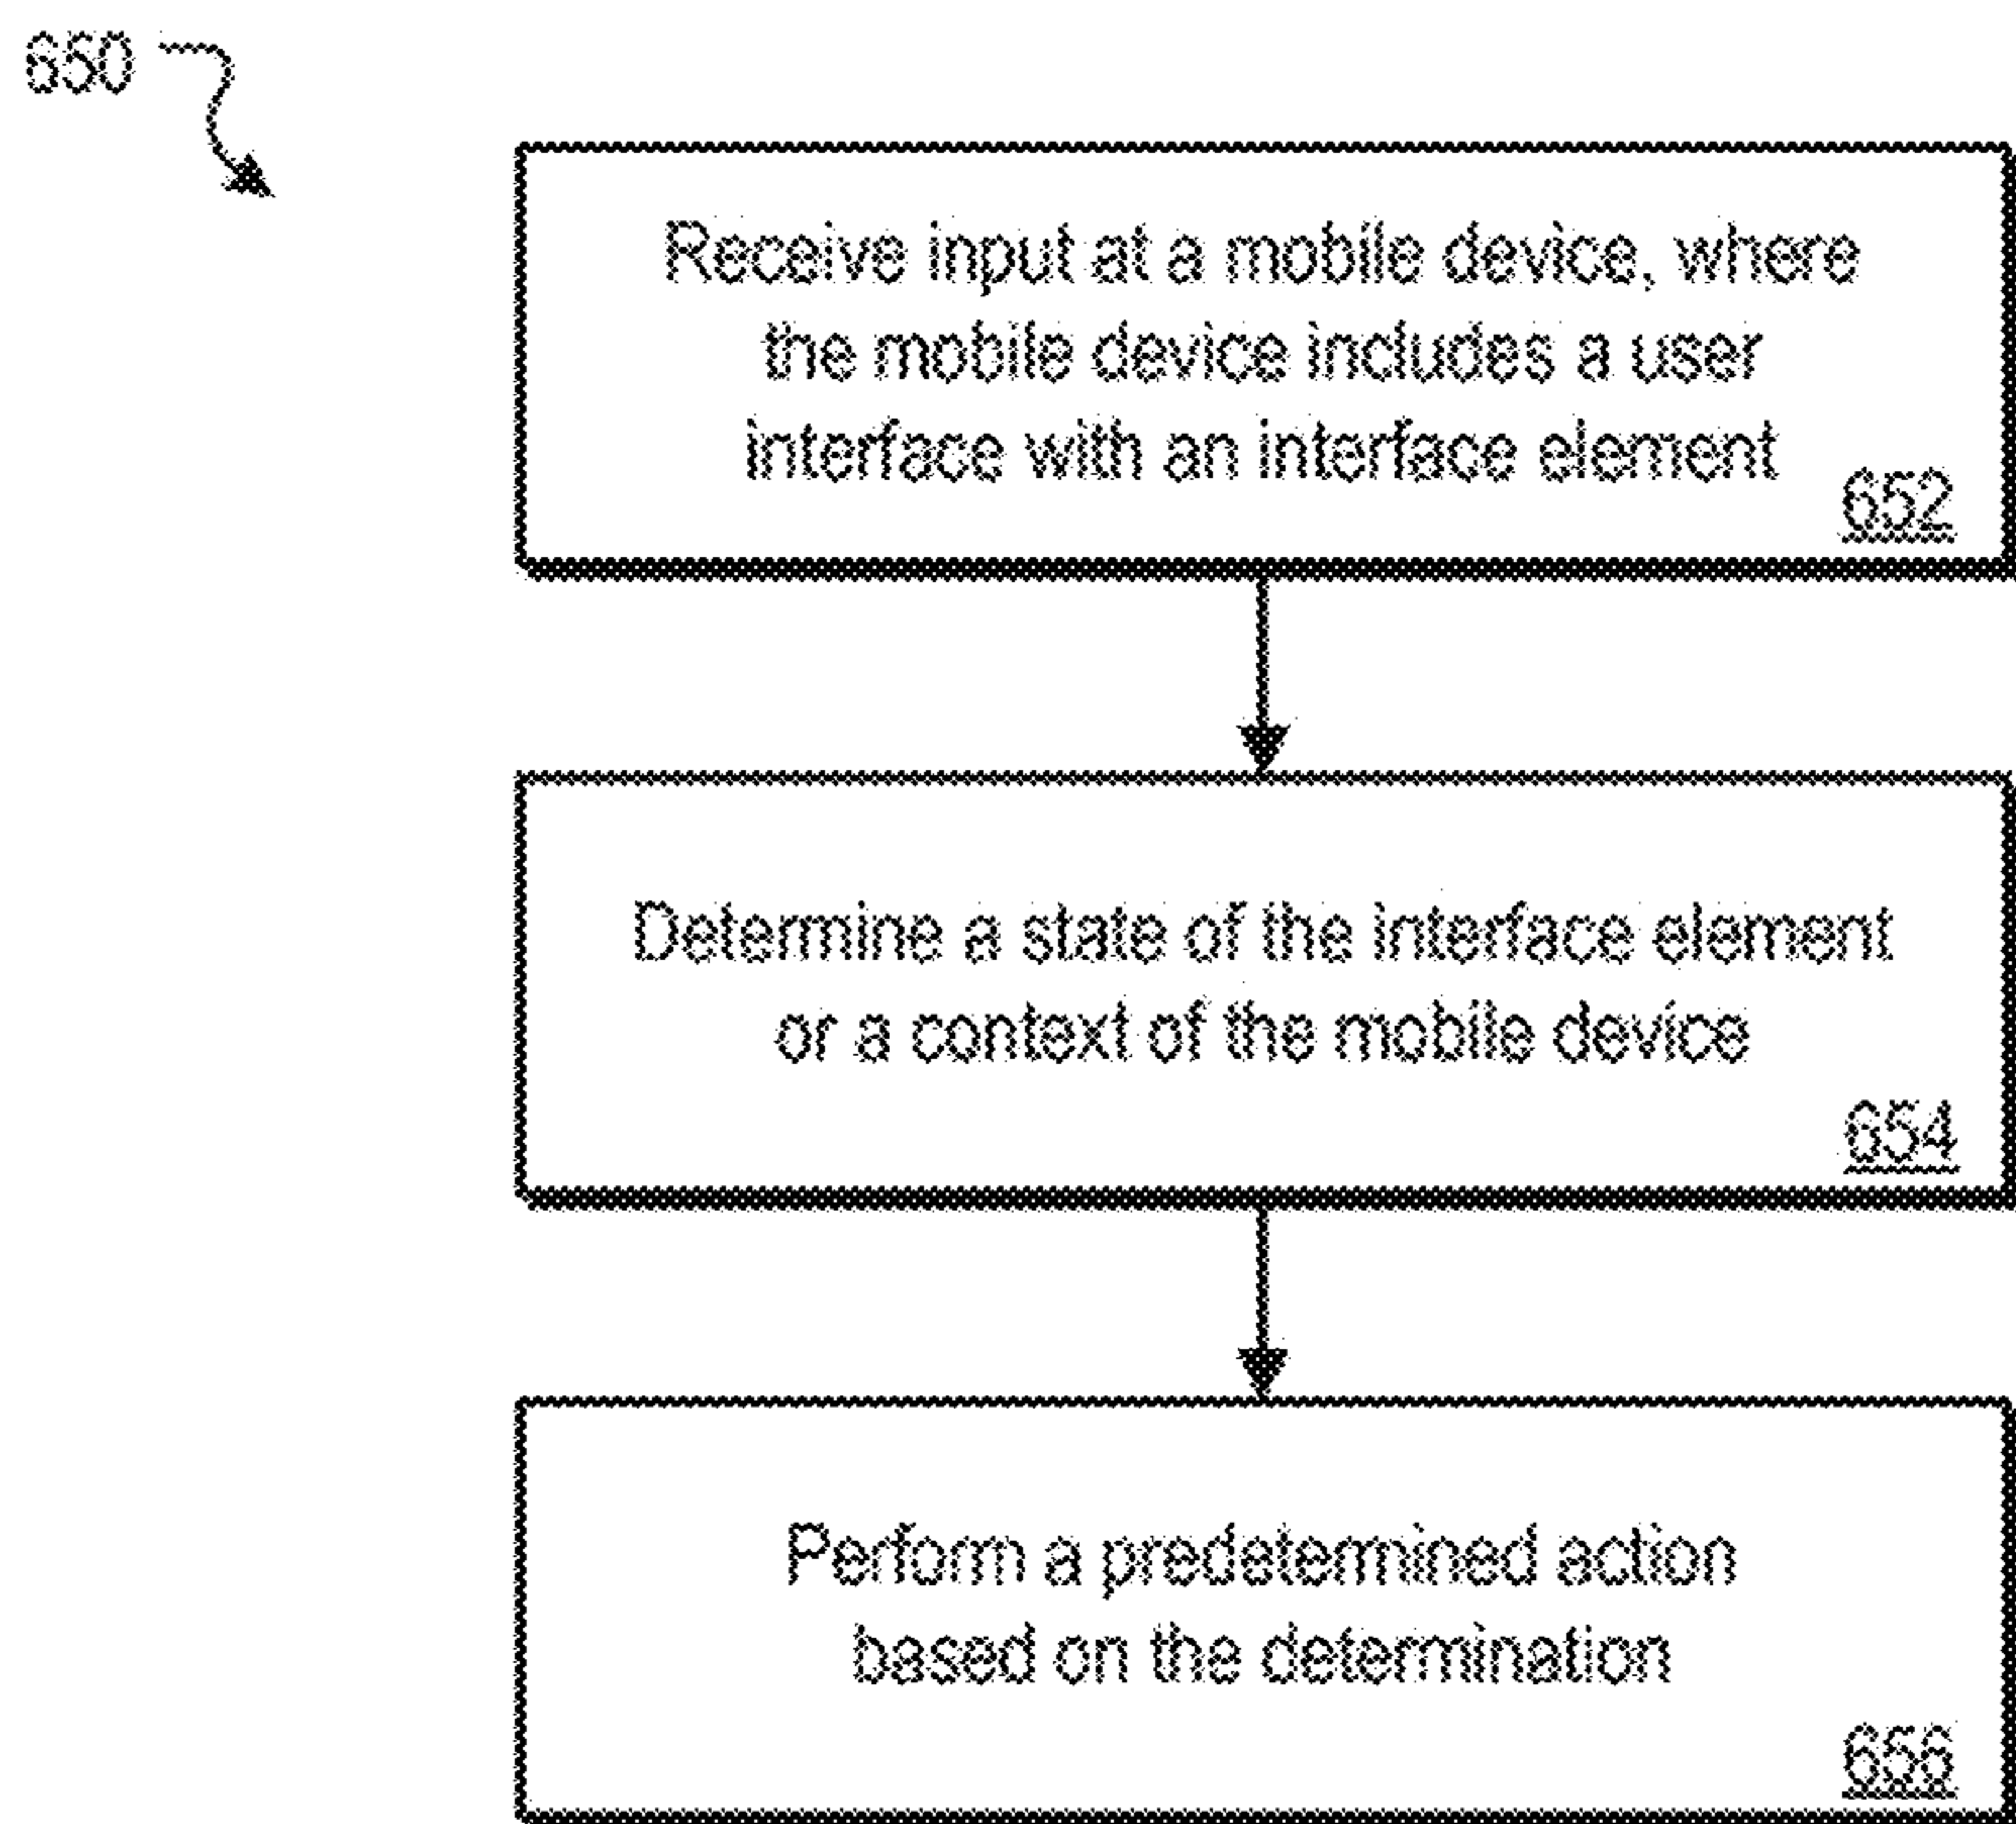 650
Receive input at a mobile device, where
the mobile device includes a user
interface with an interface element
652
Determine a state of the interface element
or a context of the mobile device
654
Perform a predetermined action
based on the determination
656